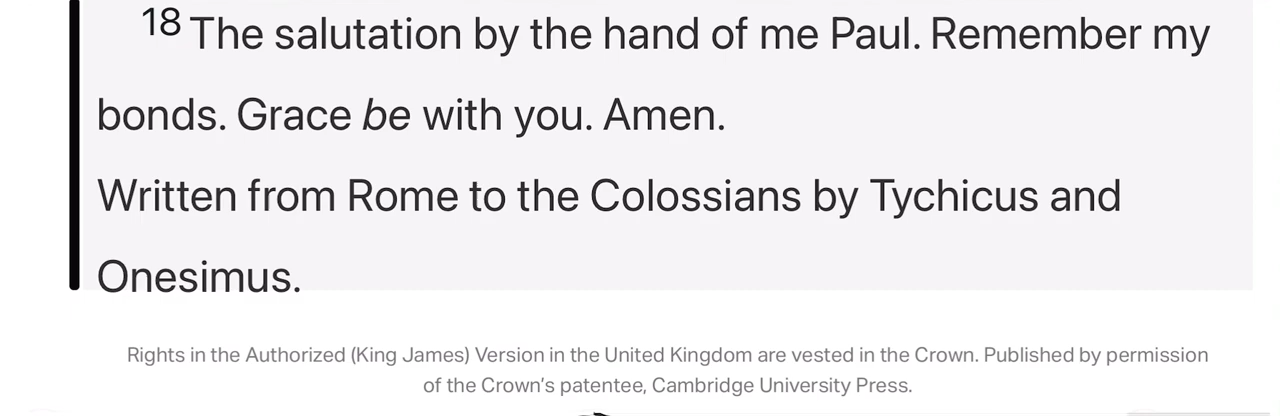 18 The salutation by the hand of me Paul. Remember my
bonds. Grace be with you. Amen.
Written from Rome to the Colossians by Tychicus and
Onesimus.
Rights in the Authorized (King James) Version in the United Kingdom are vested in the Crown. Published by permission
of the Crown’s patentee, Cambridge University Press.